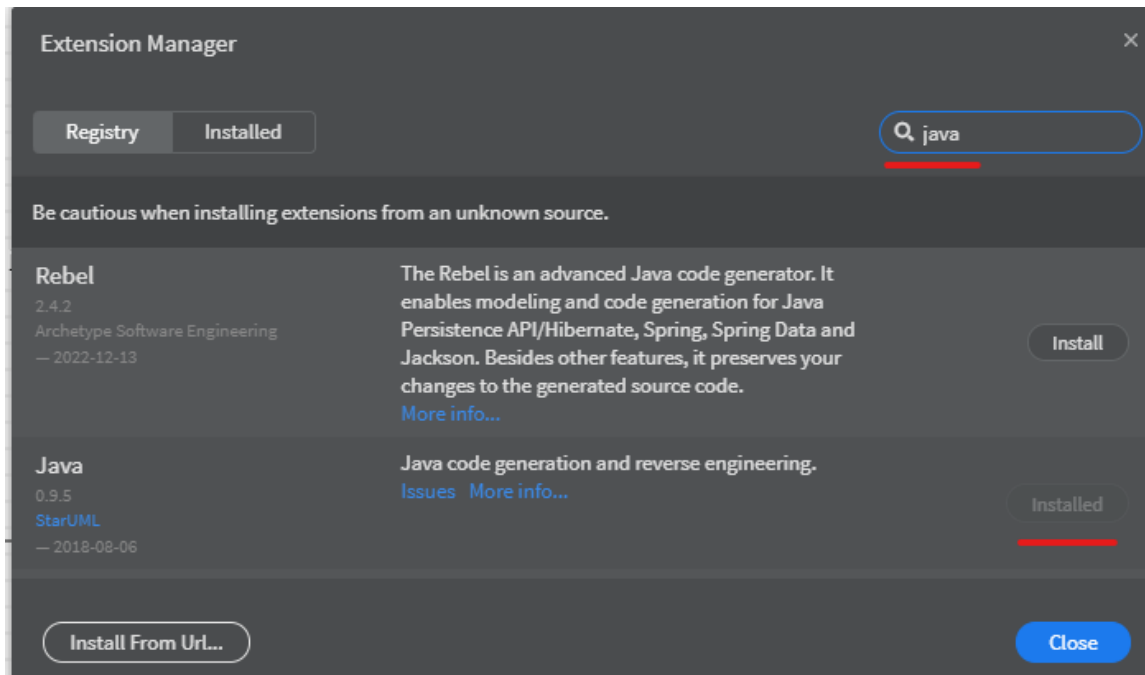 Extension Manager
Registry Installed
java
Be cautious when installing extensions from an unknown source.
Rebel
2.4.2
Archetype Software Engineering
— 2022-12-13
The Rebel is an advanced Java code generator. It
enables modeling and code generation for Java
Persistence API/Hibernate, Spring, Spring Data and
Jackson. Besides other features, it preserves your
changes to the generated source code.
More info...
Install
Java
0.9.5
StarUML
— 2018-08-06
Java code generation and reverse engineering.
Issues More info...
Installed
Install From Url...
Close